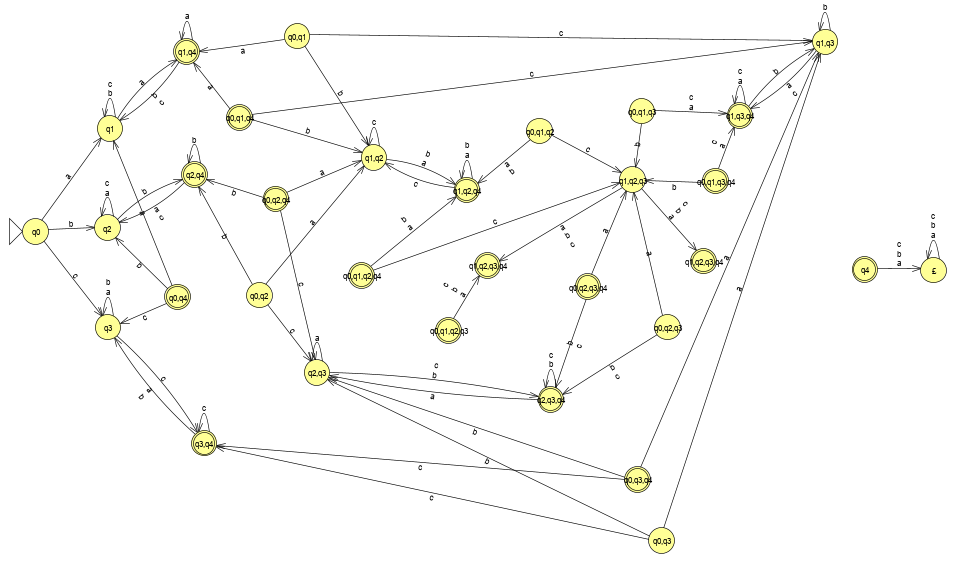 a
q0,q1
c
q1,q4
a
b
q1,q3
a
b
c
c
b
a
b
c
c
a
c
a
b
q0,q1,q3
c
a
q1,q3,q4
b
a
c
q0,q1,q4
b
q1
b
b
a
q0,q1,q2
c
b
a
c
q1,q2
b
a
c
b
a
q1,q2,q4
a
b
c
q1,q2,q3
b
q0,q1,q3,q4
a
c
b
q2,q4
b
q0,q2,q4
a
c
a
b
a
c
a
q0
b
q2
b
a
b
a
c
b
a
c
a
b
c
q1,q2,q3,q4
q1,q2,q3,q4
c
b
a
c
b
a
q4
£
c
q0,q1,q2,q4
q0,q2,q3,q4
a
a
b
b
a
q0,q4
c
q0,q2
c
c
c
b
a
q0,q1,q2,q3
b
c
q0,q2,q3
b
c
q3
a
q2,q3
c
b
a
c
b
q2,q3,q4
c
a
b
c
q3,q4
b
b
c
q0,q3,q4
a
a
c
q0,q3